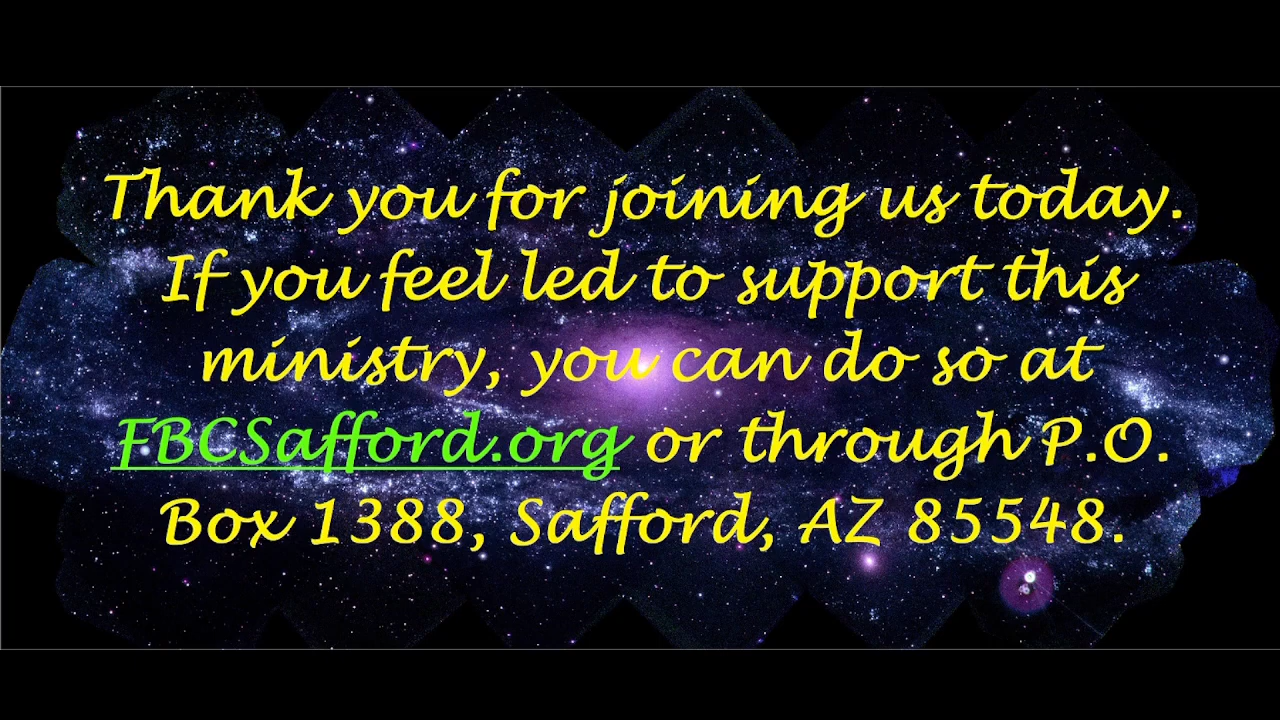 Thank you for joining us today.
If you feel led to support this
ministry, you can do so at
FBCSafford.org or through P.O.
Box 1388, Safford, AZ 85548.